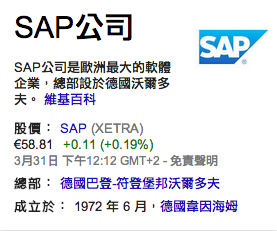 SAP公司
SAP
SAP公司是歐洲最大的軟體
企業，總部設於德國沃爾多
夫。 維基百科
股價： SAP (XETRA)
€58.81 +0.11 (+0.19%)
3月31日 下午12:12 GMT+2 - 免責聲明
總部： 德國巴登-符登堡邦沃爾多夫
成立於： 1972 年 6 月，德國韋因海姆